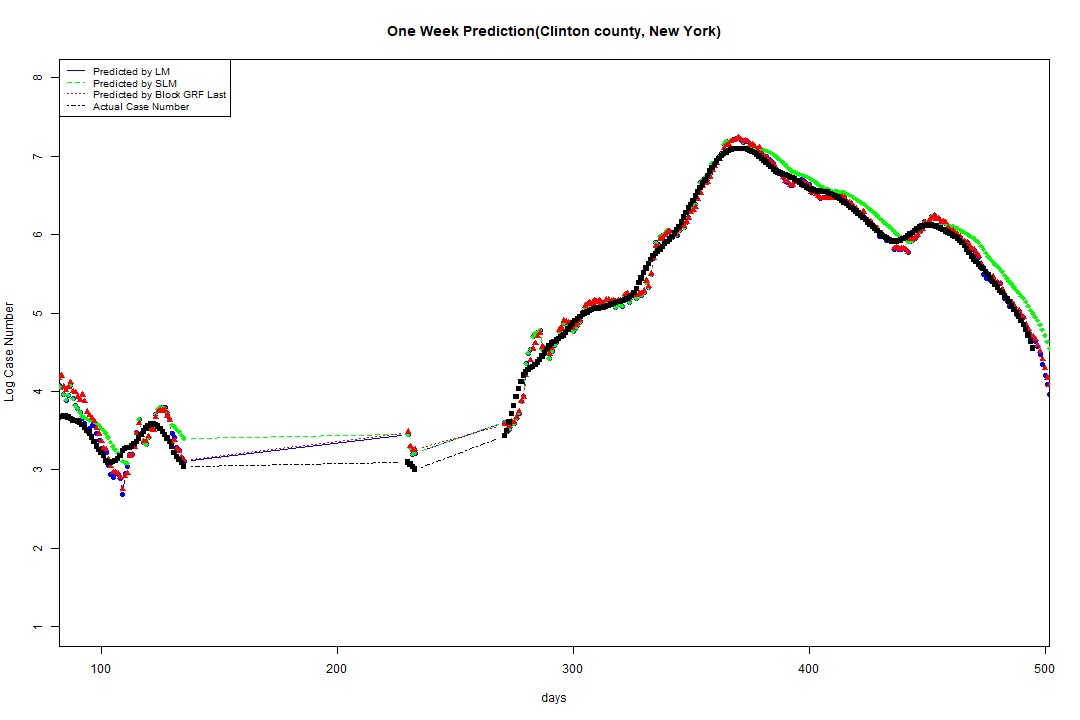 One Week Prediction(Clinton county, New York)
Predicted by LM
Predicted by SLM
Predicted by Block GRF Last
Actual Case Number
8
7
6
5
4
3
2
1
Log Case Number
100 200 300 400 500
days